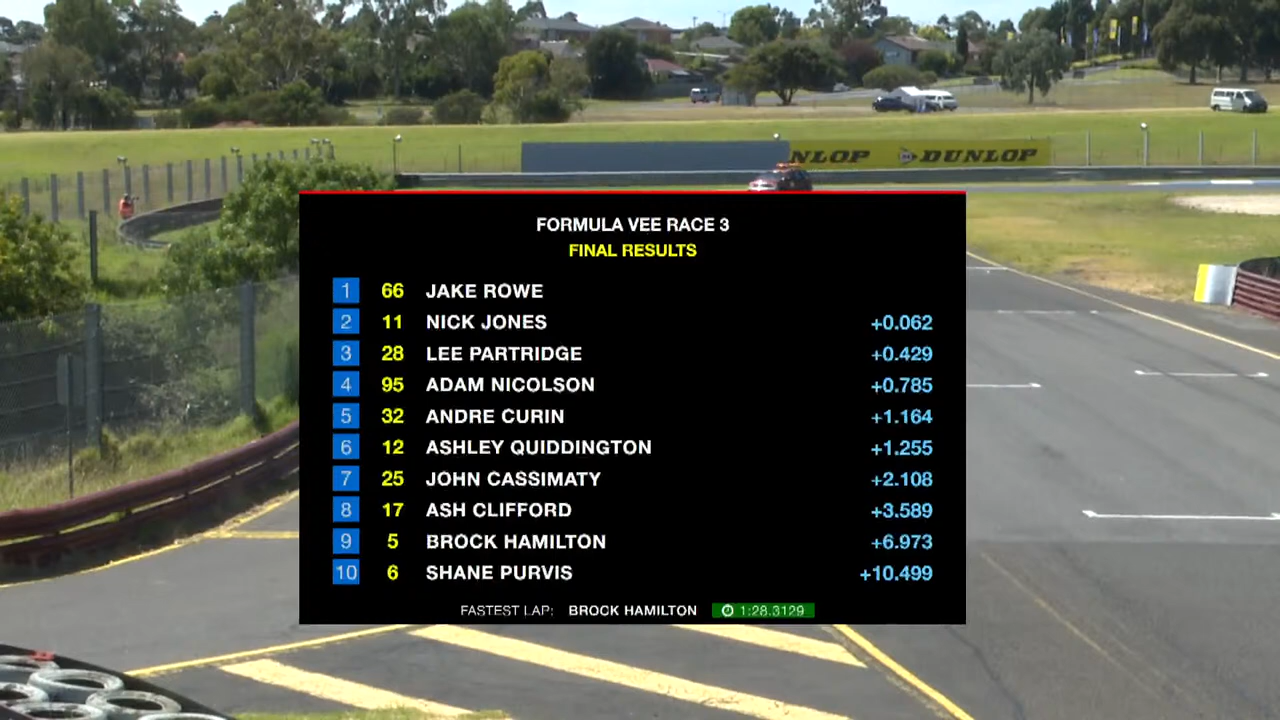 NLOP DUNLOP
FORMULA VEE RACE 3
FINAL RESULTS
1 66 JAKE ROWE
2 11 NICK JONES +0.062
3 28 LEE PARTRIDGE +0.429
4 95 ADAM NICOLSON +0.785
5 32 ANDRE CURIN +1.164
6 12 ASHLEY QUIDDINGTON +1.255
7 25 JOHN CASSIMATY +2.108
8 17 ASH CLIFFORD +3.589
9 5 BROCK HAMILTON +6.973
10 6 SHANE PURVIS +10.499
FASTEST LAP: BROCK HAMILTON 1:28.3129